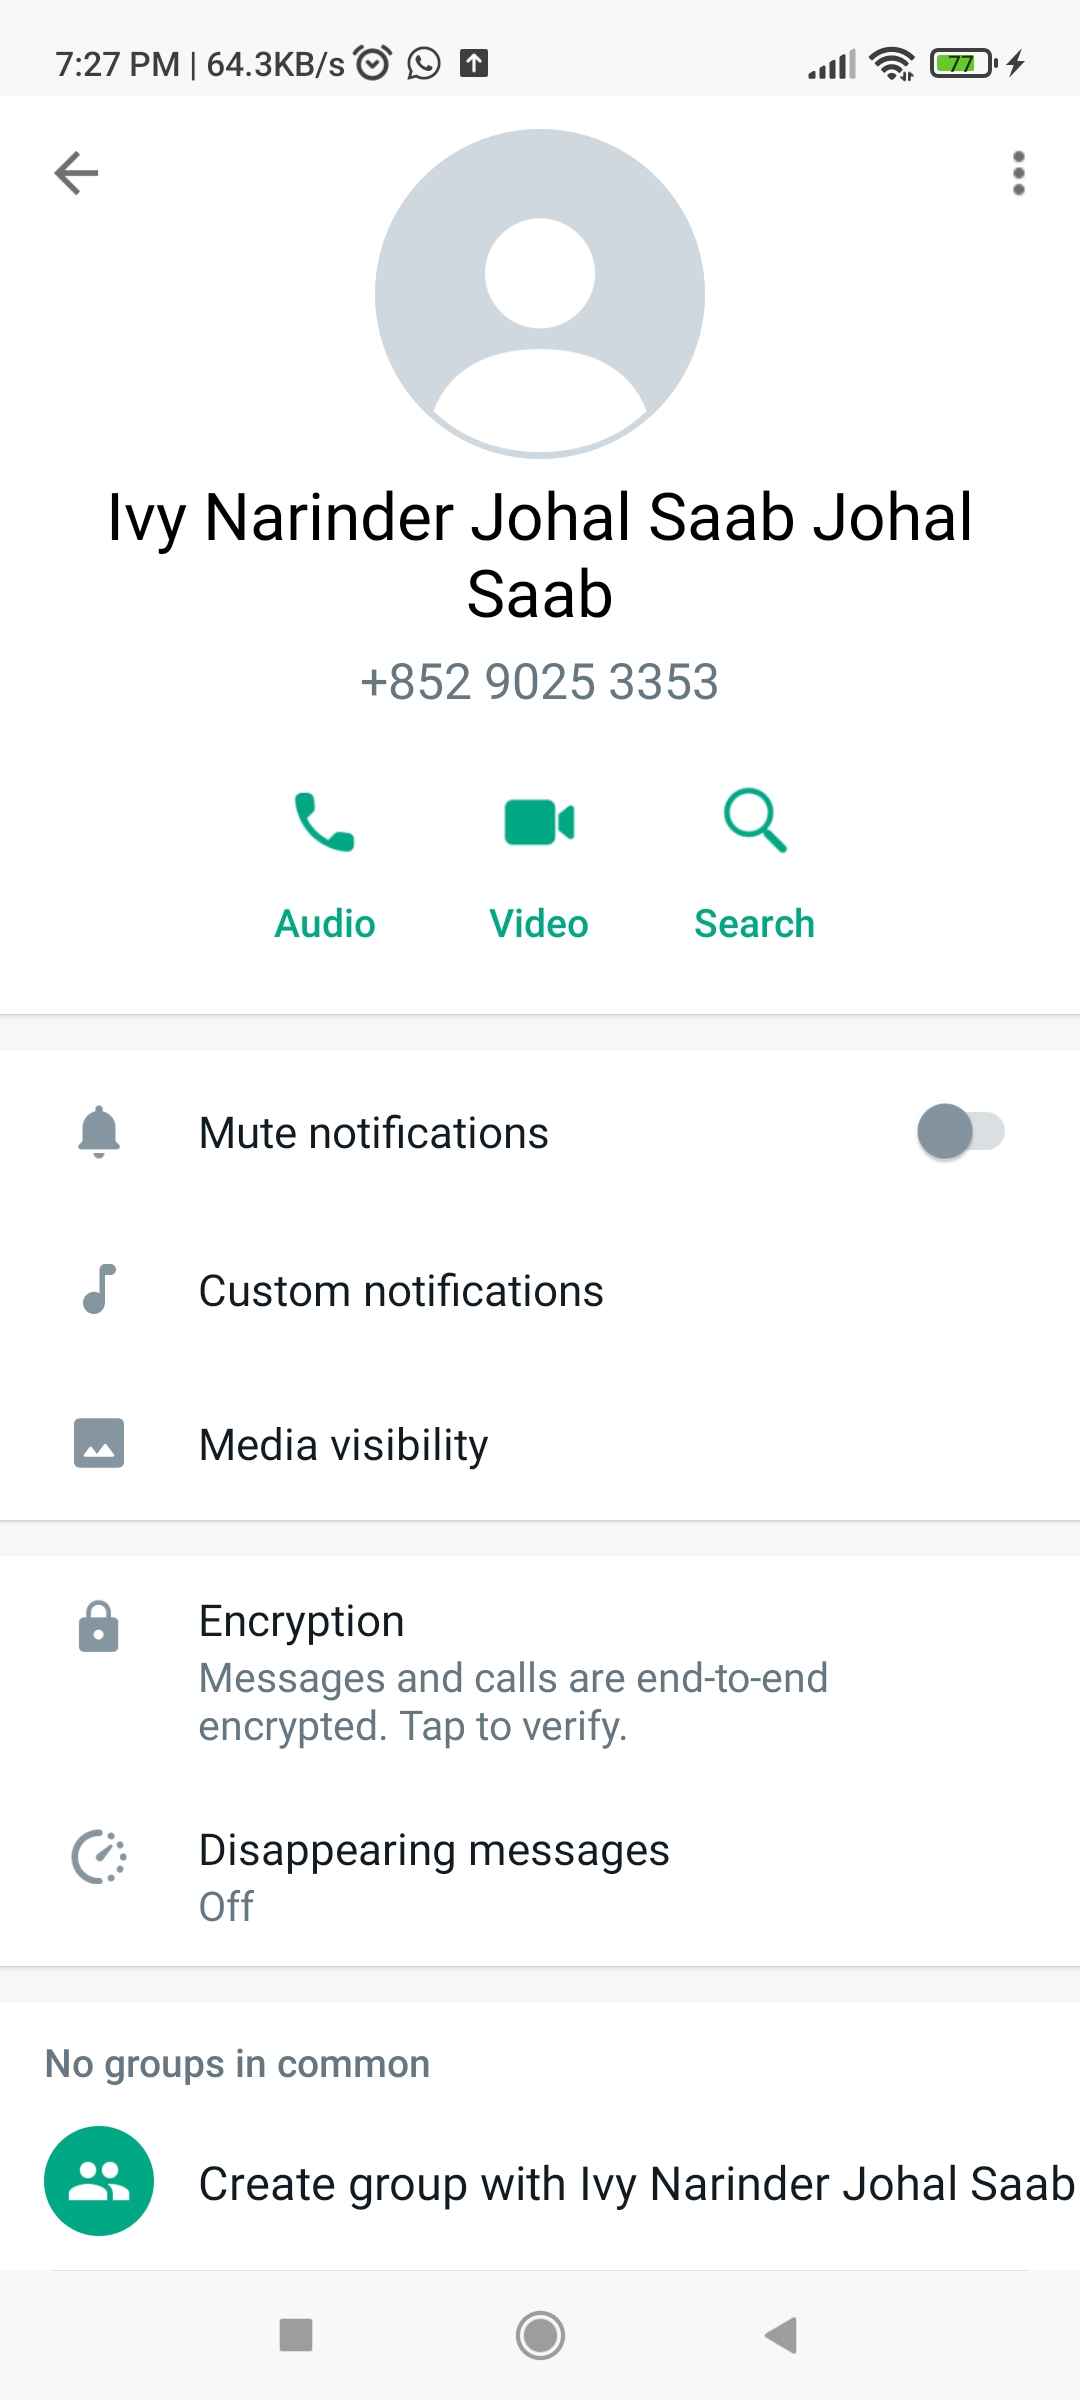 7:27 PM | 64.3KB/s
77
Ivy Narinder Johal Saab Johal
Saab
+852 9025 3353
Audio Video Search
Mute notifications
Custom notifications
Media visibility
Encryption
Messages and calls are end-to-end
encrypted. Tap to verify.
Disappearing messages
Off
No groups in common
Create group with Ivy Narinder Johal Saab